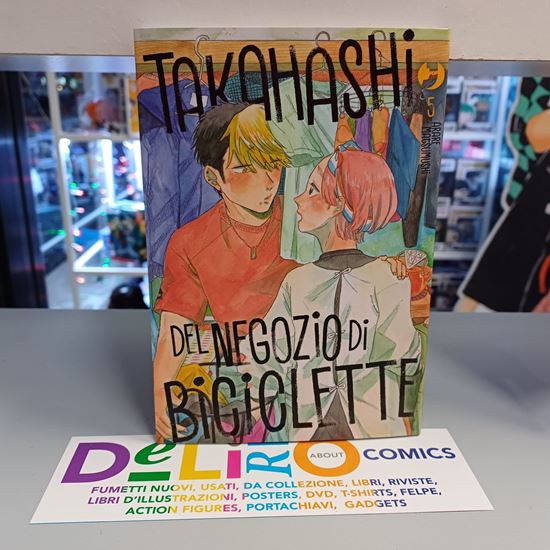 TAKAHASHi
5
DEL NEGOZiO Di
BiCiCLETTE
DeLiRO ABOUT COMICS
FUMETTI NUOVI, USATI, DA COLLEZIONE, LIBRI, RIVISTE,
LIBRI D'ILLUSTRAZIONI, POSTERS, DVD, T-SHIRTS, FELPE,
ACTION FIGURES, PORTACHIAVI, GADGETS